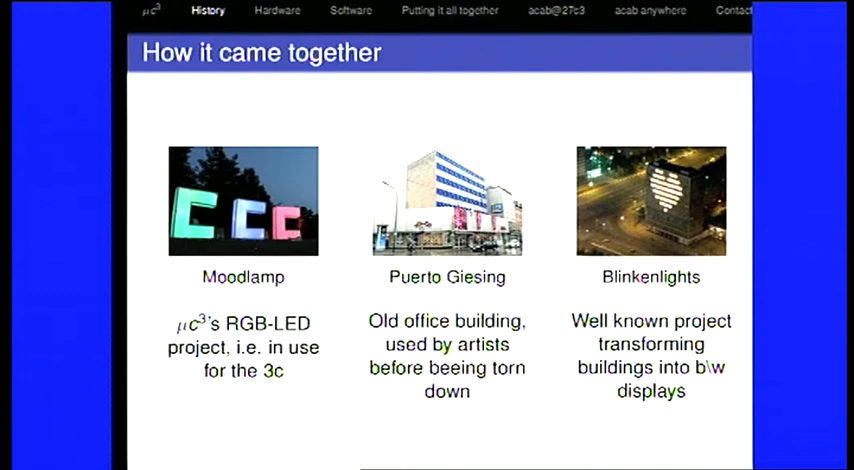 μc³ History Hardware Software Putting it all together acab@27c3 acab anywhere Contact
How it came together
Moodlamp
μc³'s RGB-LED
project, i.e. in use
for the 3c
Puerto Giesing
Old office building,
used by artists
before beeing torn
down
Blinkenlights
Well known project
transforming
buildings into b\w
displays